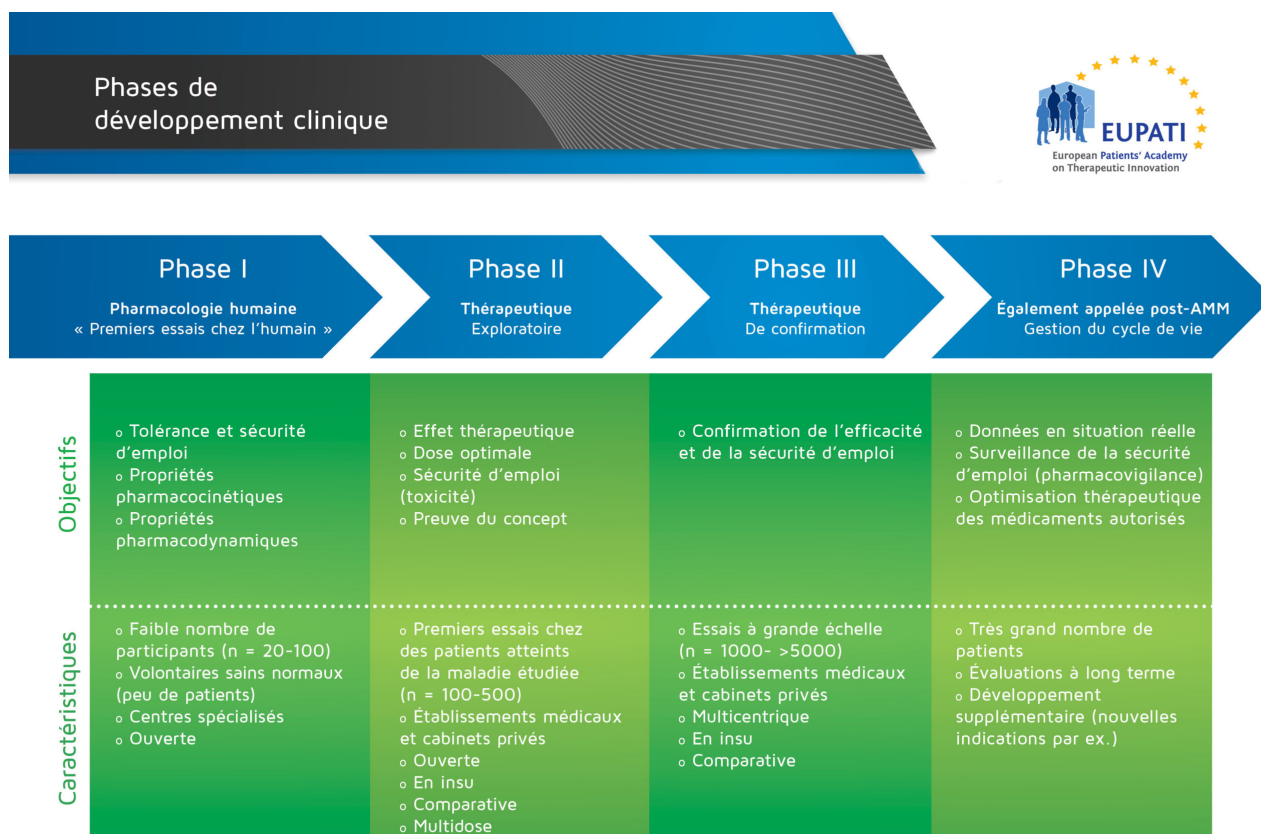 Phases de
développement clinique
EUPATI
European Patients' Academy
on Therapeutic Innovation
Phase I
Pharmacologie humaine
« Premiers essais chez l'humain »
Phase II
Thérapeutique
Exploratoire
Phase III
Thérapeutique
De confirmation
Phase IV
Également appelée post-AMM
Gestion du cycle de vie
Objectifs
o Tolérance et sécurité
d'emploi
o Propriétés
pharmacocinétiques
o Propriétés
pharmacodynamiques
o Effet thérapeutique
o Dose optimale
o Sécurité d'emploi
(toxicité)
o Preuve du concept
o Confirmation de l'efficacité
et de la sécurité d'emploi
o Données en situation réelle
o Surveillance de la sécurité
d'emploi (pharmacovigilance)
o Optimisation thérapeutique
des médicaments autorisés
Caractéristiques
o Faible nombre de
participants (n = 20-100)
o Volontaires sains normaux
(peu de patients)
o Centres spécialisés
o Ouverte
o Premiers essais chez
des patients atteints
de la maladie étudiée
(n = 100-500)
o Établissements médicaux
et cabinets privés
o Ouverte
o En insu
o Comparative
o Multidose
o Essais à grande échelle
(n = 1000- >5000)
o Établissements médicaux
et cabinets privés
o Multicentrique
o En insu
o Comparative
o Très grand nombre de
patients
o Évaluations à long terme
o Développement
supplémentaire (nouvelles
indications par ex.)